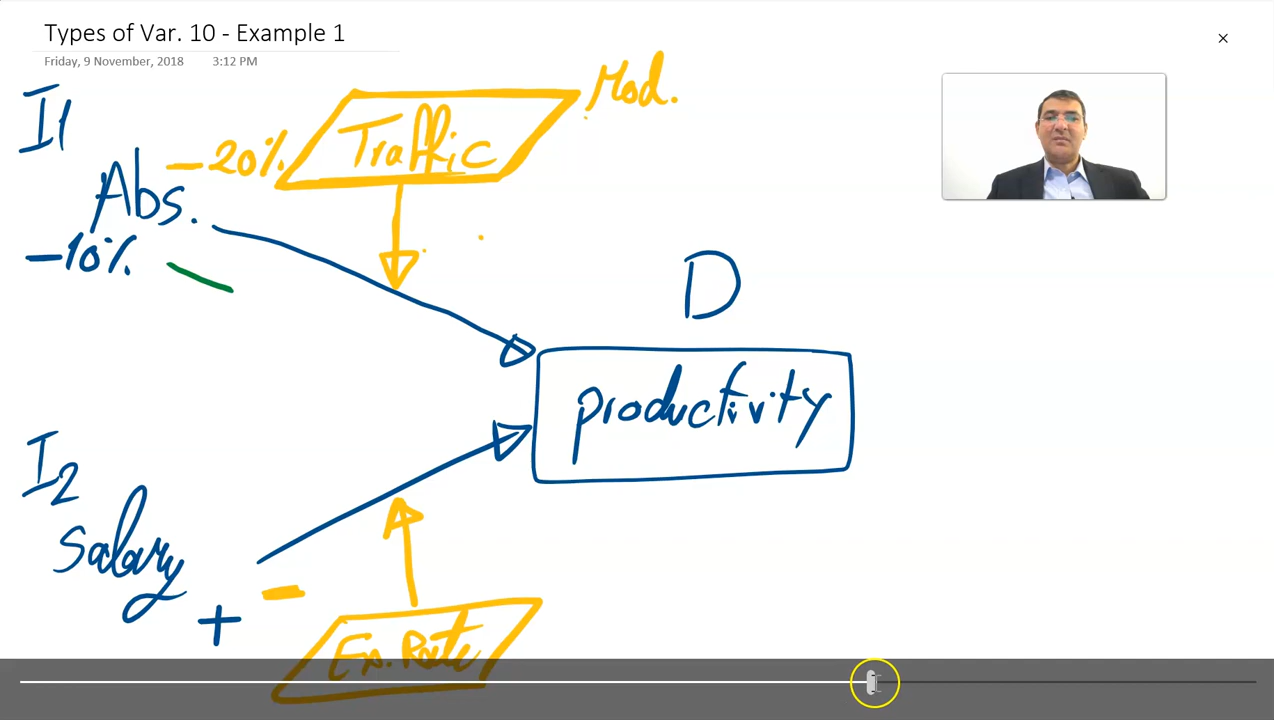 Types of Var. 10 - Example 1
Friday, 9 November, 2018 3:12 PM
Mod.
I1
Traffic
-20%
Abs.
-10%
D
productivity
I2
Salary
+
-
Ex. Rate